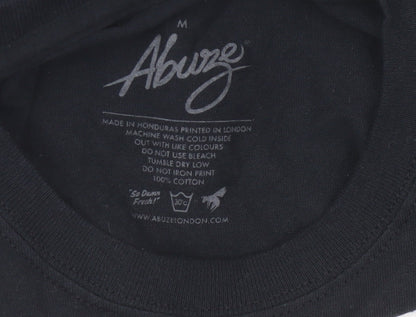 M
Abuze
MADE IN HONDURAS PRINTED IN LONDON
MACHINE WASH COLD INSIDE
OUT WITH LIKE COLOURS
DO NOT USE BLEACH
TUMBLE DRY LOW
DO NOT IRON PRINT
100% COTTON
"So Damn
Fresh!"
30°C
WWW.ABUZELONDON.COM